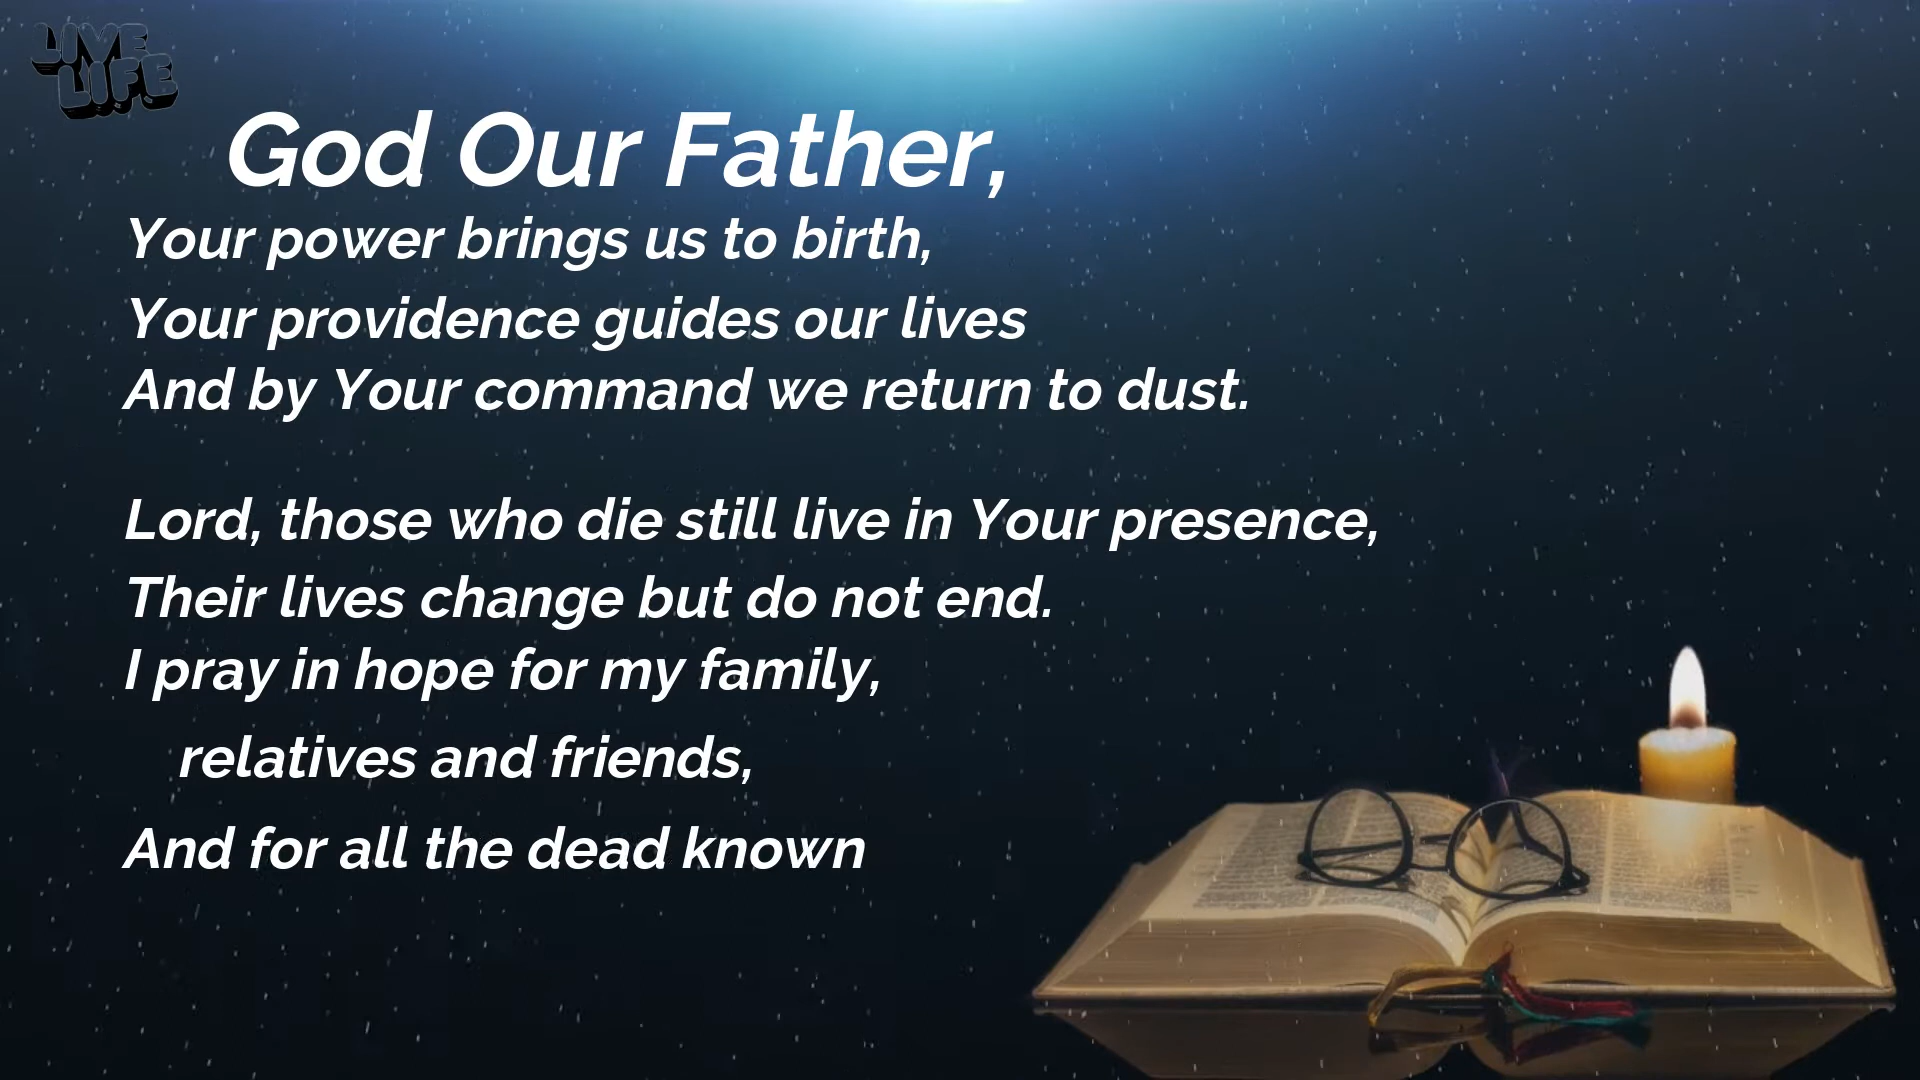 LIVE
LIFE
God Our Father,
Your power brings us to birth,
Your providence guides our lives
And by Your command we return to dust.
Lord, those who die still live in Your presence,
Their lives change but do not end.
I pray in hope for my family,
relatives and friends,
And for all the dead known